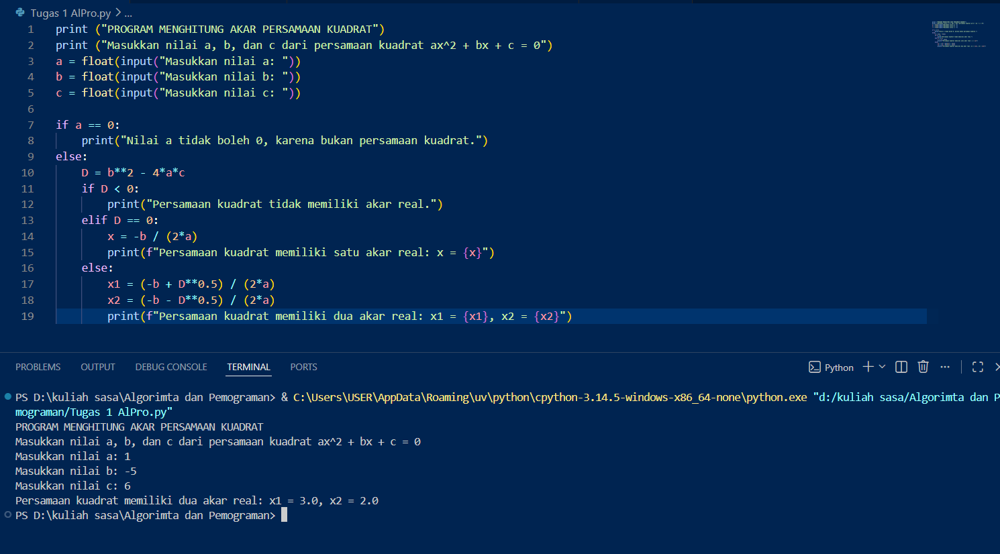 Tugas 1 AlPro.py > ...
1 print ("PROGRAM MENGHITUNG AKAR PERSAMAAN KUADRAT")
2 print ("Masukkan nilai a, b, dan c dari persamaan kuadrat ax^2 + bx + c = 0")
3 a = float(input("Masukkan nilai a: "))
4 b = float(input("Masukkan nilai b: "))
5 c = float(input("Masukkan nilai c: "))
6
7 if a == 0:
8     print("Nilai a tidak boleh 0, karena bukan persamaan kuadrat.")
9 else:
10     D = b**2 - 4*a*c
11     if D < 0:
12         print("Persamaan kuadrat tidak memiliki akar real.")
13     elif D == 0:
14         x = -b / (2*a)
15         print(f"Persamaan kuadrat memiliki satu akar real: x = {x}")
16     else:
17         x1 = (-b + D**0.5) / (2*a)
18         x2 = (-b - D**0.5) / (2*a)
19         print(f"Persamaan kuadrat memiliki dua akar real: x1 = {x1}, x2 = {x2}")
PROBLEMS OUTPUT DEBUG CONSOLE TERMINAL PORTS Python
PS D:\kuliah sasa\Algorimta dan Pemograman> & C:\Users\USER\AppData\Roaming\uv\python\cpython-3.14.5-windows-x86_64-none\python.exe "d:/kuliah sasa/Algorimta dan P
mograman/Tugas 1 AlPro.py"
PROGRAM MENGHITUNG AKAR PERSAMAAN KUADRAT
Masukkan nilai a, b, dan c dari persamaan kuadrat ax^2 + bx + c = 0
Masukkan nilai a: 1
Masukkan nilai b: -5
Masukkan nilai c: 6
Persamaan kuadrat memiliki dua akar real: x1 = 3.0, x2 = 2.0
PS D:\kuliah sasa\Algorimta dan Pemograman>